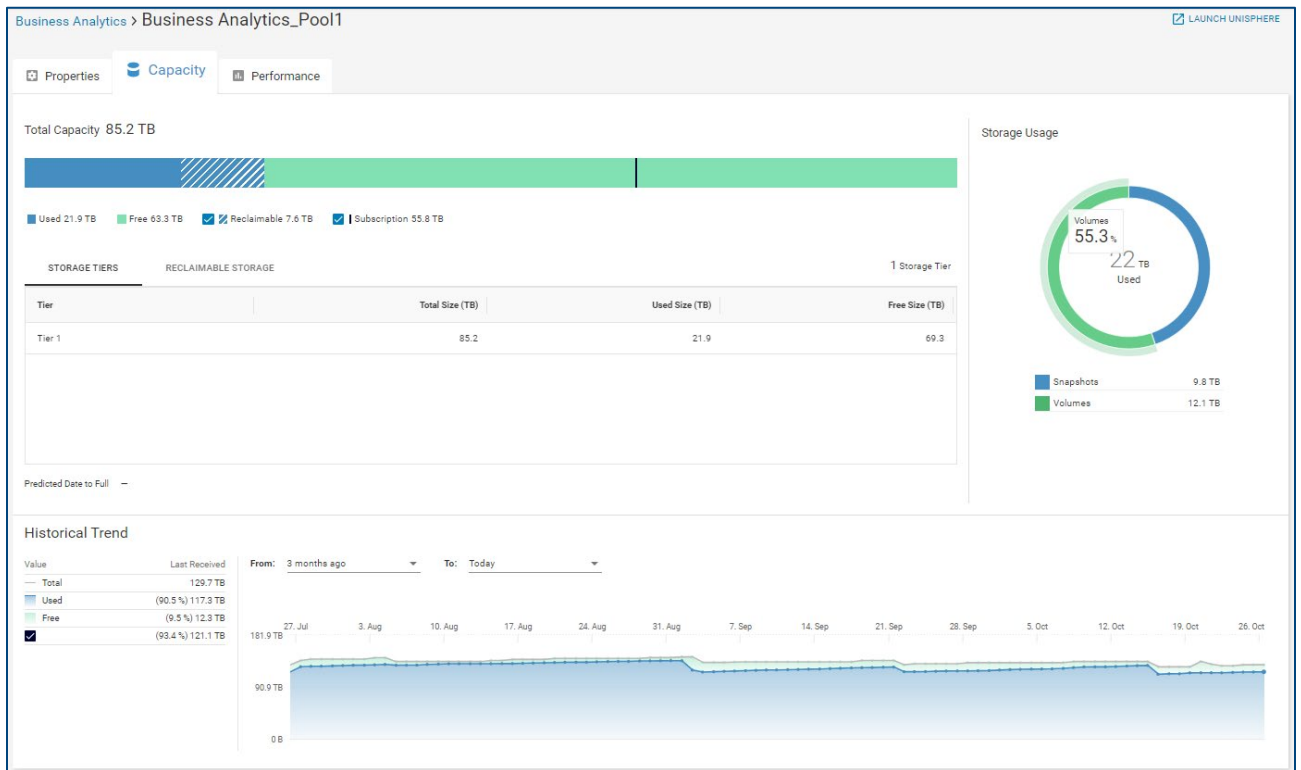 Business Analytics > Business Analytics_Pool1
LAUNCH UNISPHERE
Properties
Capacity
Performance
Total Capacity 85.2 TB
Used 21.9 TB Free 63.3 TB Reclaimable 7.6 TB Subscription 55.8 TB
STORAGE TIERS RECLAIMABLE STORAGE 1 Storage Tier
Tier Total Size (TB) Used Size (TB) Free Size (TB)
Tier 1 85.2 21.9 69.3
Predicted Date to Full –
Storage Usage
Volumes
55.3 %
22 TB
Used
Snapshots 9.8 TB
Volumes 12.1 TB
Historical Trend
Value Last Received
Total 129.7 TB
Used (90.5 %) 117.3 TB
Free (9.5 %) 12.3 TB
(93.4 %) 121.1 TB
From: 3 months ago To: Today
27. Jul 3. Aug 10. Aug 17. Aug 24. Aug 31. Aug 7. Sep 14. Sep 21. Sep 28. Sep 5. Oct 12. Oct 19. Oct 26. Oct
181.9 TB
90.9 TB
0 B